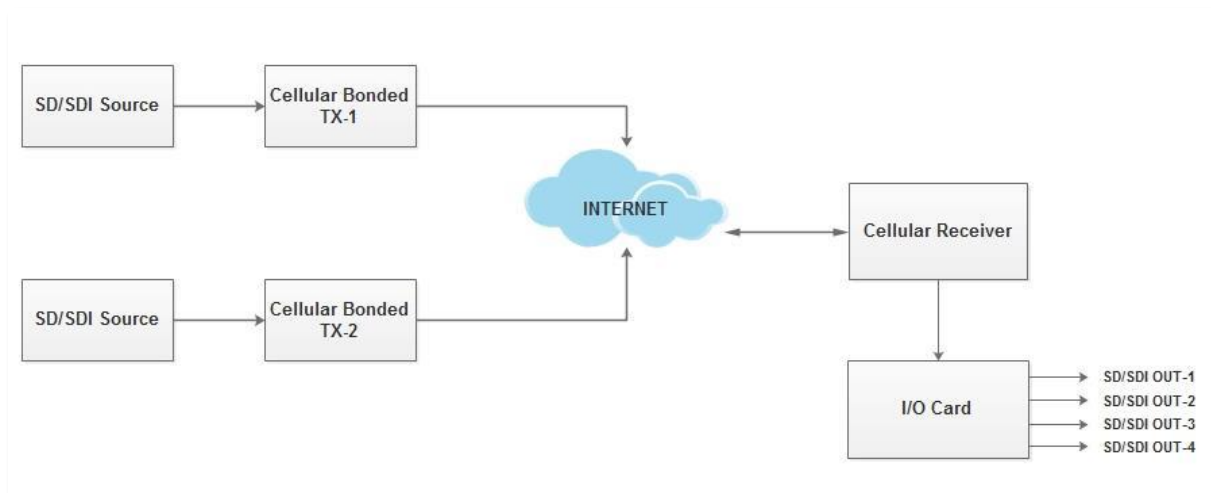 SD/SDI Source
Cellular Bonded
TX-1
INTERNET
Cellular Receiver
SD/SDI Source
Cellular Bonded
TX-2
I/O Card
SD/SDI OUT-1
SD/SDI OUT-2
SD/SDI OUT-3
SD/SDI OUT-4